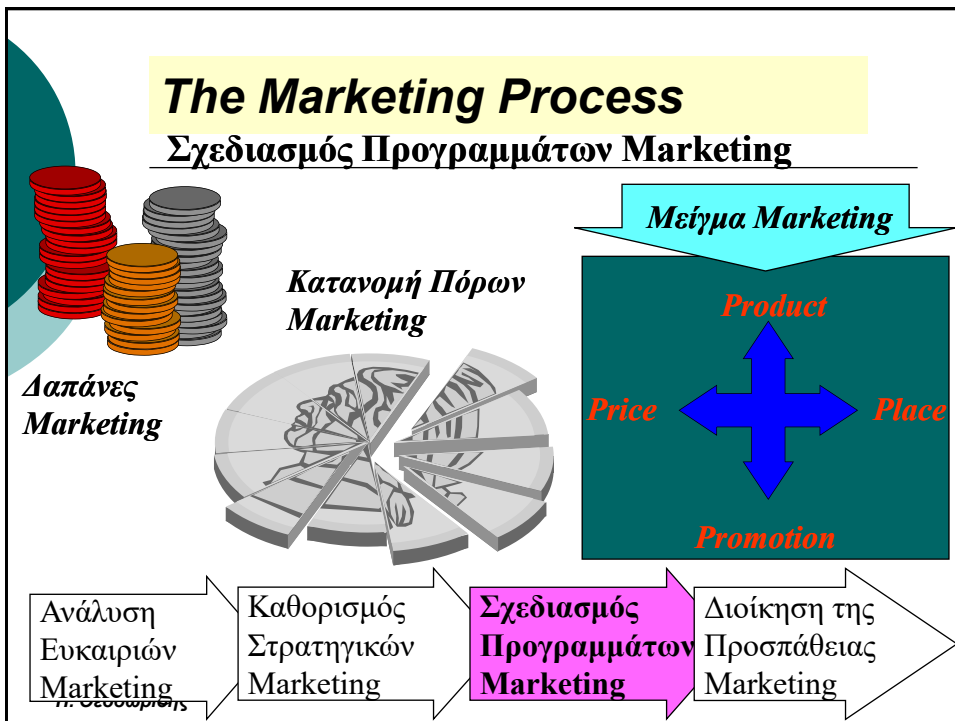 The Marketing Process
Σχεδιασμός Προγραμμάτων Marketing
Μείγμα Marketing
Κατανομή Πόρων
Marketing
Δαπάνες
Marketing
Product
Price
Place
Promotion
Ανάλυση
Ευκαιριών
Marketing
Καθορισμός
Στρατηγικών
Marketing
Σχεδιασμός
Προγραμμάτων
Marketing
Διοίκηση της
Προσπάθειας
Marketing